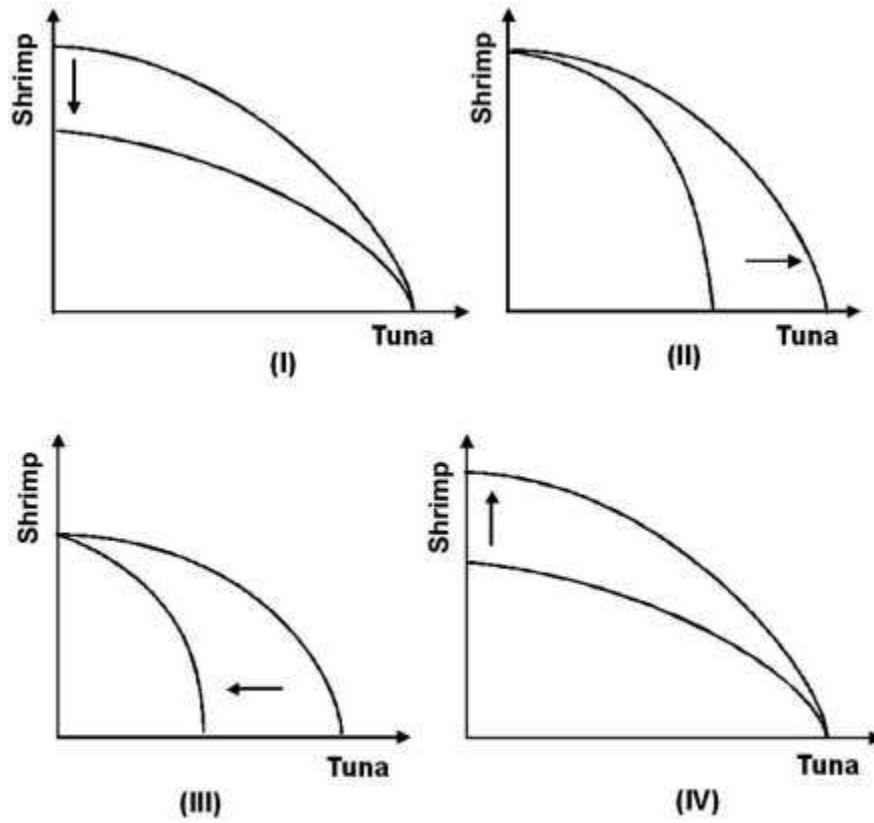 Shrimp
Tuna
(I)
Shrimp
Tuna
(II)
Shrimp
Tuna
(III)
Shrimp
Tuna
(IV)